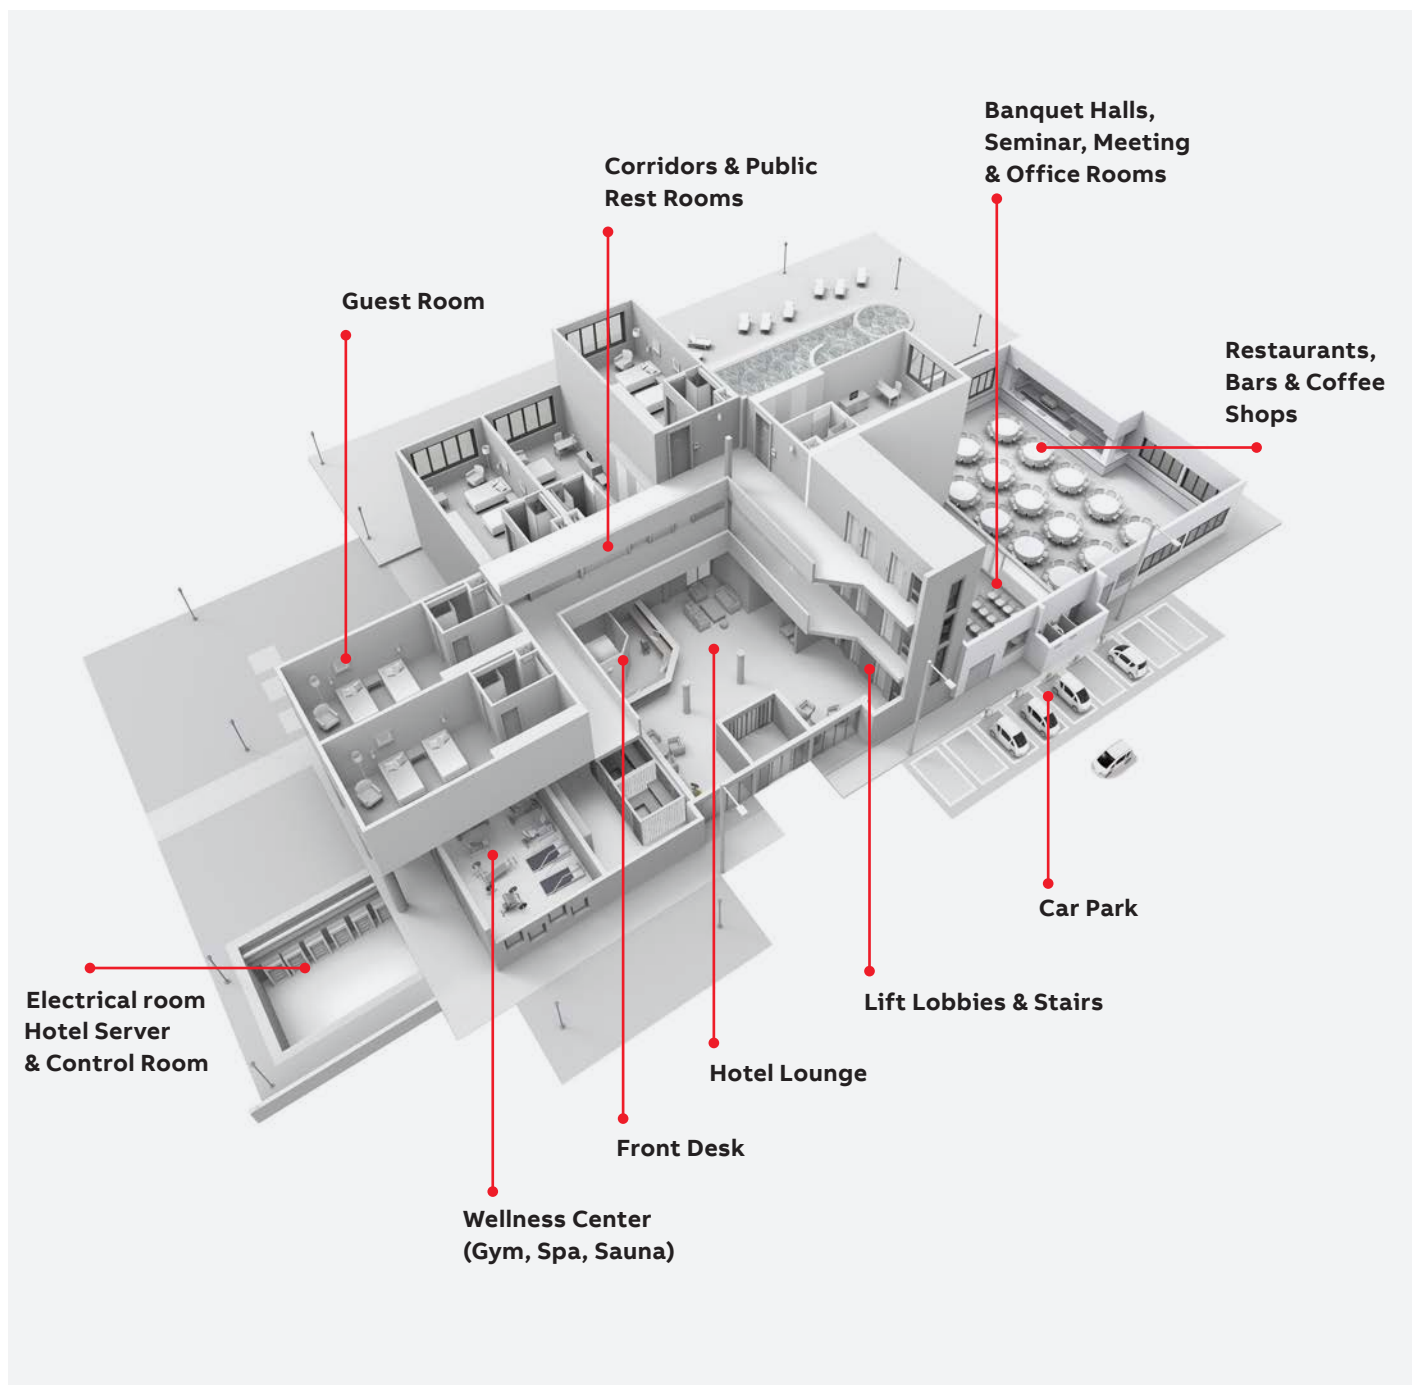 Banquet Halls,
Seminar, Meeting
& Office Rooms
Corridors & Public
Rest Rooms
Guest Room
Restaurants,
Bars & Coffee
Shops
Car Park
Electrical room
Hotel Server
& Control Room
Lift Lobbies & Stairs
Hotel Lounge
Front Desk
Wellness Center
(Gym, Spa, Sauna)